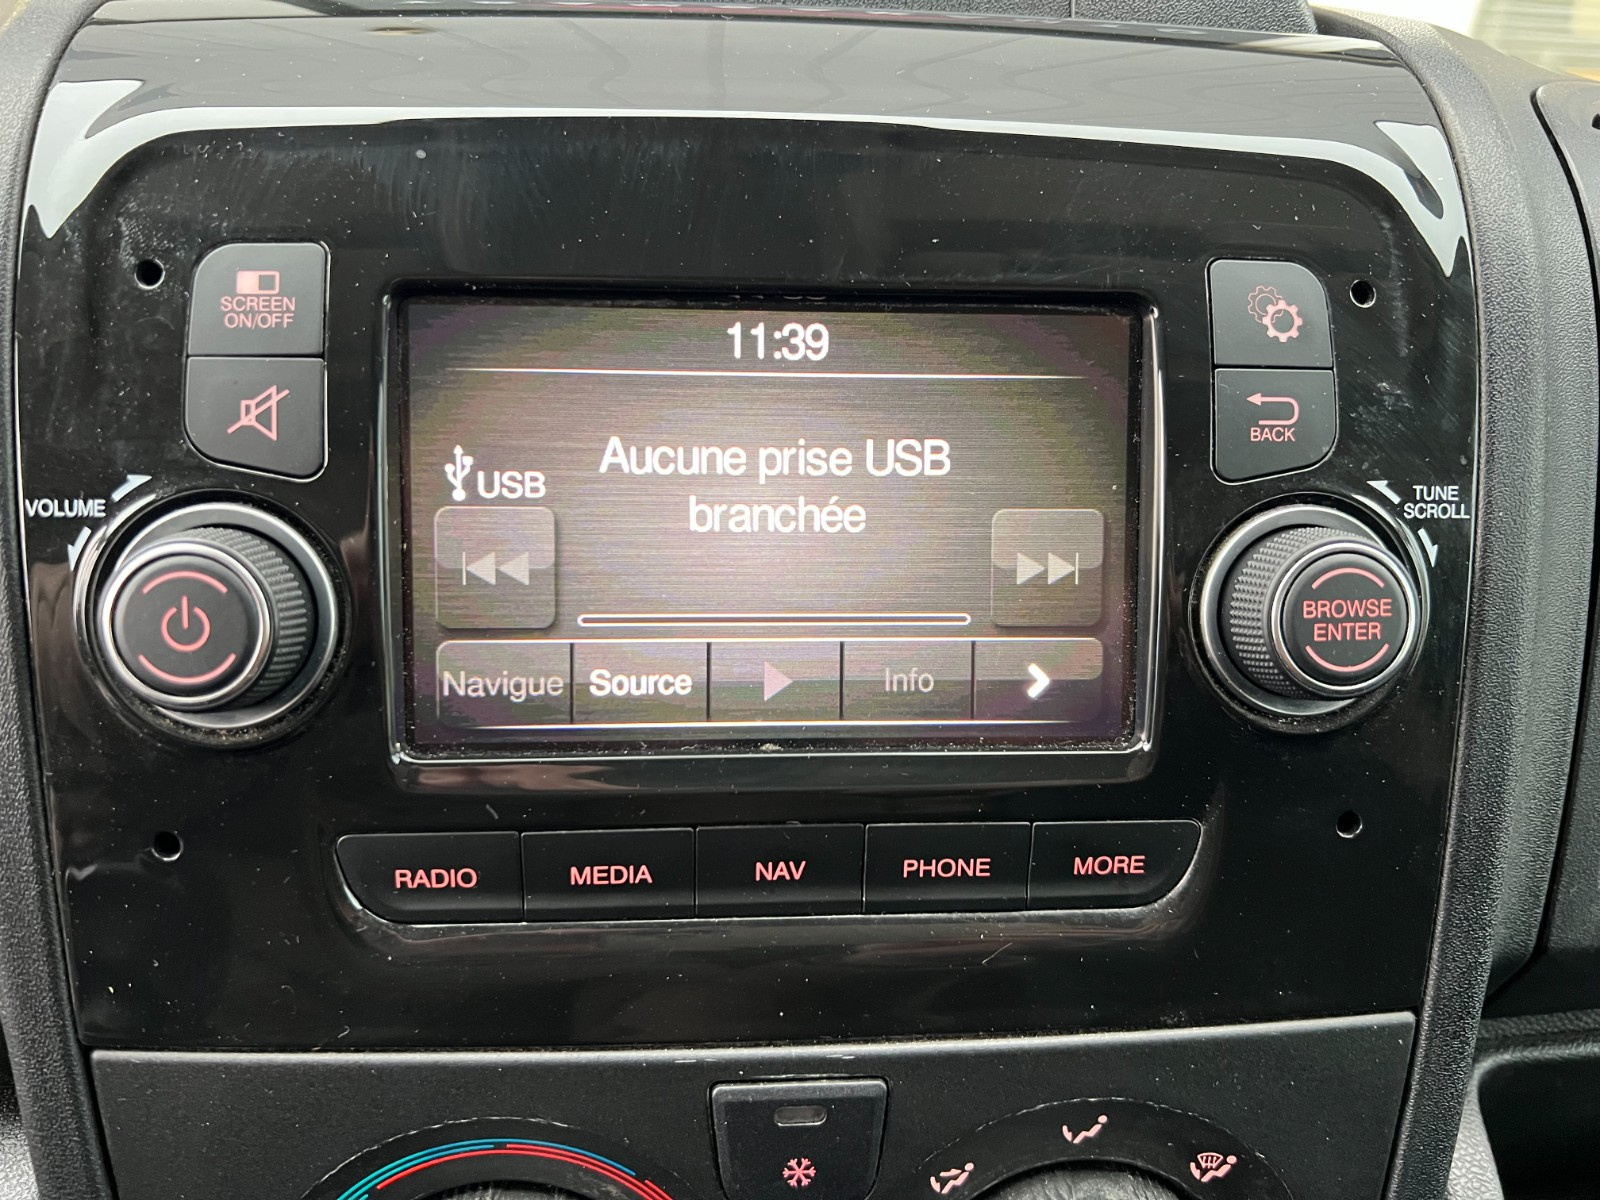 SCREEN
ON/OFF
VOLUME
11:39
USB
Aucune prise USB
branchée
Navigue
Source
Info
BACK
TUNE
SCROLL
BROWSE
ENTER
RADIO
MEDIA
NAV
PHONE
MORE